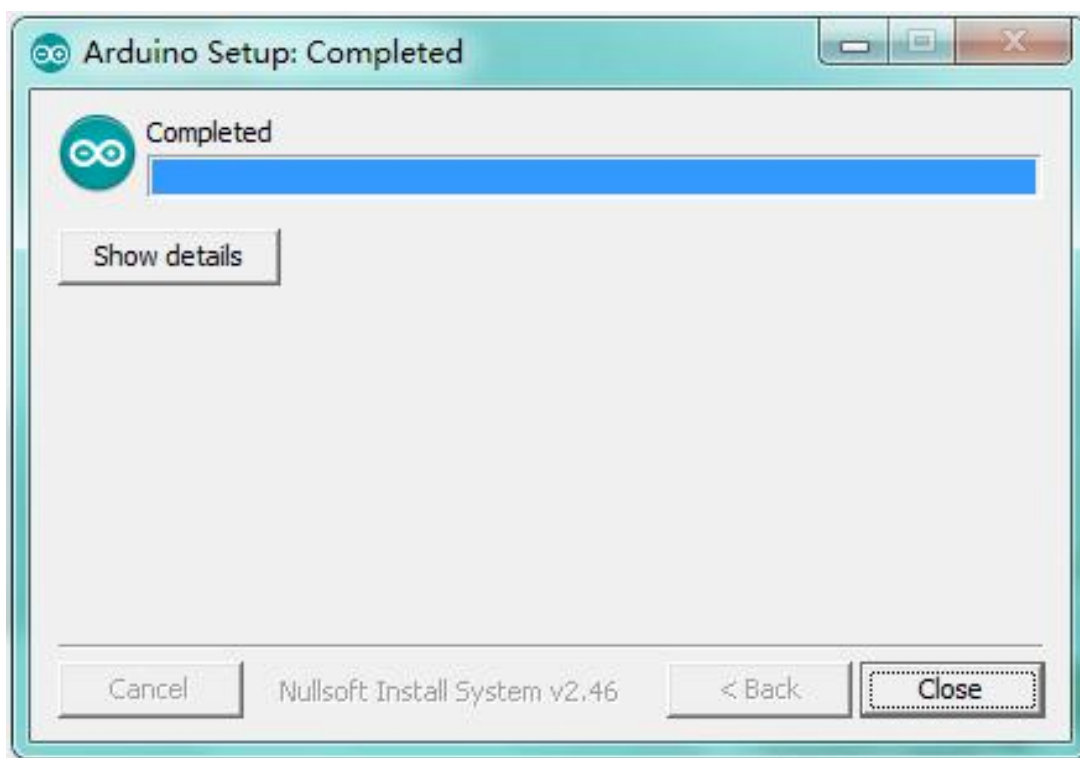 Arduino Setup: Completed
Completed
Show details
Cancel Nullsoft Install System v2.46 < Back Close